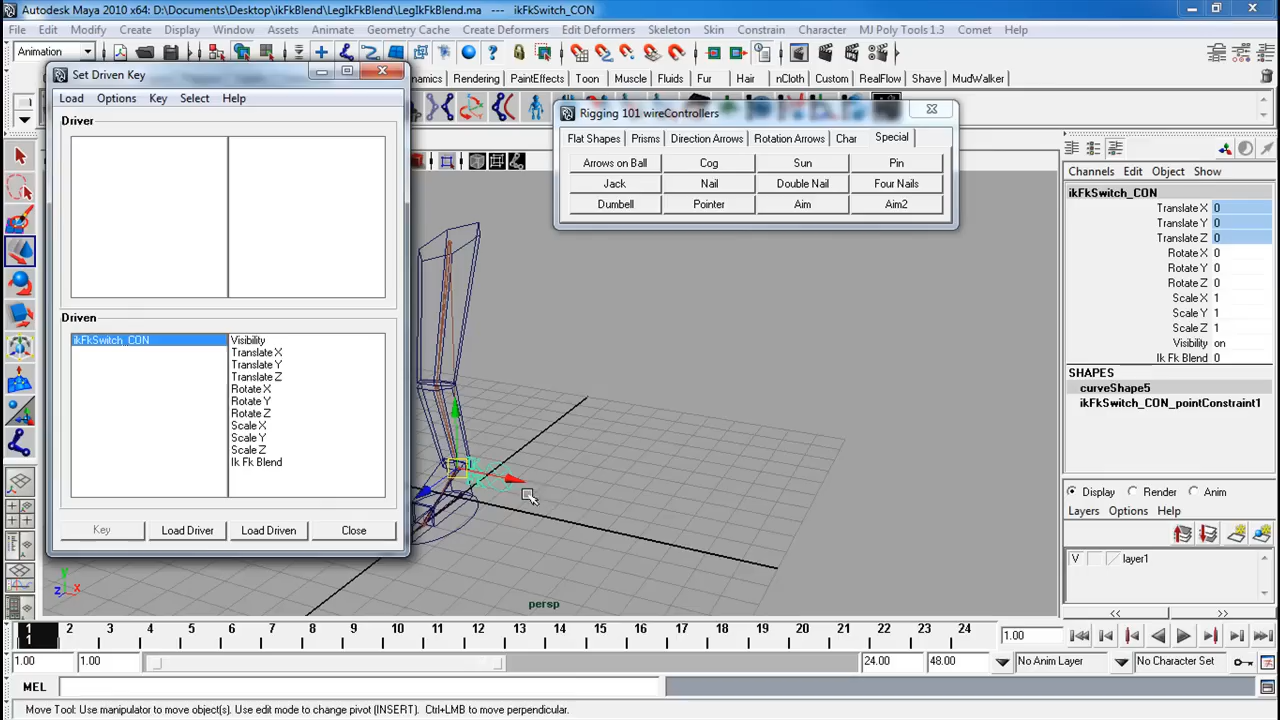 Autodesk Maya 2010 x64: D:\Documents\Desktop\ikFkBlend\LegIkFkBlend\LegIkFkBlend.ma --- ikFkSwitch_CON
File Edit Modify Create Display Window Assets Animate Geometry Cache Create Deformers Edit Deformers Skeleton Skin Constrain Character MJ Poly Tools 1.3 Comet Help
Animation
Set Driven Key
Dynamics Rendering PaintEffects Toon Muscle Fluids Fur Hair nCloth Custom RealFlow Shave MudWalker
Load Options Key Select Help
Driver
Driven
ikFkSwitch_CON
Visibility
Translate X
Translate Y
Translate Z
Rotate X
Rotate Y
Rotate Z
Scale X
Scale Y
Scale Z
Ik Fk Blend
Key Load Driver Load Driven Close
Rigging 101 wireControllers
Flat Shapes Prisms Direction Arrows Rotation Arrows Char Special
Arrows on Ball Cog Sun Pin
Jack Nail Double Nail Four Nails
Dumbell Pointer Aim Aim2
Channels Edit Object Show
ikFkSwitch_CON
Translate X 0
Translate Y 0
Translate Z 0
Rotate X 0
Rotate Y 0
Rotate Z 0
Scale X 1
Scale Y 1
Scale Z 1
Visibility on
Ik Fk Blend 0
SHAPES
curveShape5
ikFkSwitch_CON_pointConstraint1
Display Render Anim
Layers Options Help
V layer1
<< >>
persp
y
z x
1 2 3 4 5 6 7 8 9 10 11 12 13 14 15 16 17 18 19 20 21 22 23 24
1
1.00
1.00 1.00 24.00 48.00 No Anim Layer No Character Set
MEL
Move Tool: Use manipulator to move object(s). Use edit mode to change pivot (INSERT). Ctrl+LMB to move perpendicular.